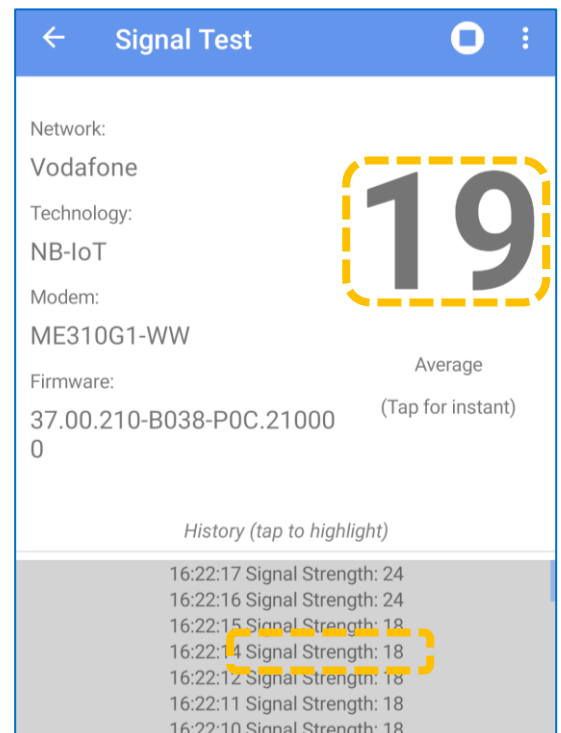 Signal Test
Network:
Vodafone
Technology:
NB-IoT
Modem:
ME310G1-WW
Firmware:
37.00.210-B038-P0C.21000
0
19
Average
(Tap for instant)
History (tap to highlight)
16:22:17 Signal Strength: 24
16:22:16 Signal Strength: 24
16:22:15 Signal Strength: 18
16:22:14 Signal Strength: 18
16:22:12 Signal Strength: 18
16:22:11 Signal Strength: 18
16:22:10 Signal Strength: 18